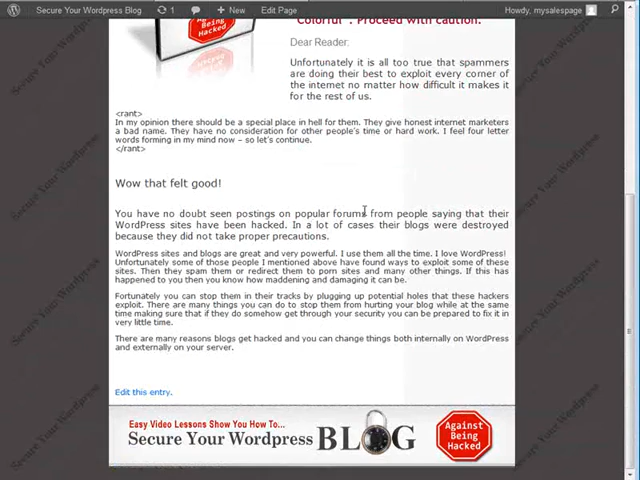 Secure Your Wordpress Blog 1 + New Edit Page Howdy, mysalespage
Being
Hacked
Colorful". Proceed with caution.
Dear Reader:
Unfortunately it is all too true that spammers
are doing their best to exploit every corner of
the internet no matter how difficult it makes it
for the rest of us.
<rant>
In my opinion there should be a special place in hell for them. They give honest internet marketers
a bad name. They have no consideration for other people's time or hard work. I feel four letter
words forming in my mind now – so let's continue.
</rant>
Wow that felt good!
You have no doubt seen postings on popular forums from people saying that their
WordPress sites have been hacked. In a lot of cases their blogs were destroyed
because they did not take proper precautions.
WordPress sites and blogs are great and very powerful. I use them all the time. I love WordPress!
Unfortunately some of those people I mentioned above have found ways to exploit some of these
sites. Then they spam them or redirect them to porn sites and many other things. If this has
happened to you then you know how maddening and damaging it can be.
Fortunately you can stop them in their tracks by plugging up potential holes that these hackers
exploit. There are many things you can do to stop them from hurting your blog while at the same
time making sure that if they do somehow get through your security you can be prepared to fix it in
very little time.
There are many reasons blogs get hacked and you can change things both internally on WordPress
and externally on your server.
Edit this entry.
Easy Video Lessons Show You How To...
Secure Your Wordpress BLOG
Against
Being
Hacked